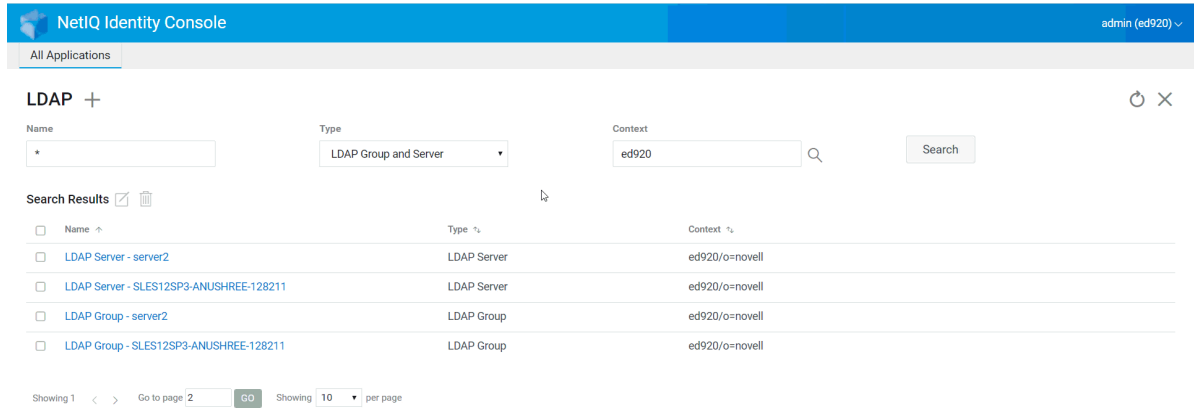 NetIQ Identity Console
admin (ed920)
All Applications
LDAP
Name Type Context
* LDAP Group and Server ed920 Search
Search Results
Name Type Context
LDAP Server - server2 LDAP Server ed920/o=novell
LDAP Server - SLES12SP3-ANUSHREE-128211 LDAP Server ed920/o=novell
LDAP Group - server2 LDAP Group ed920/o=novell
LDAP Group - SLES12SP3-ANUSHREE-128211 LDAP Group ed920/o=novell
Showing 1 < > Go to page 2 GO Showing 10 per page